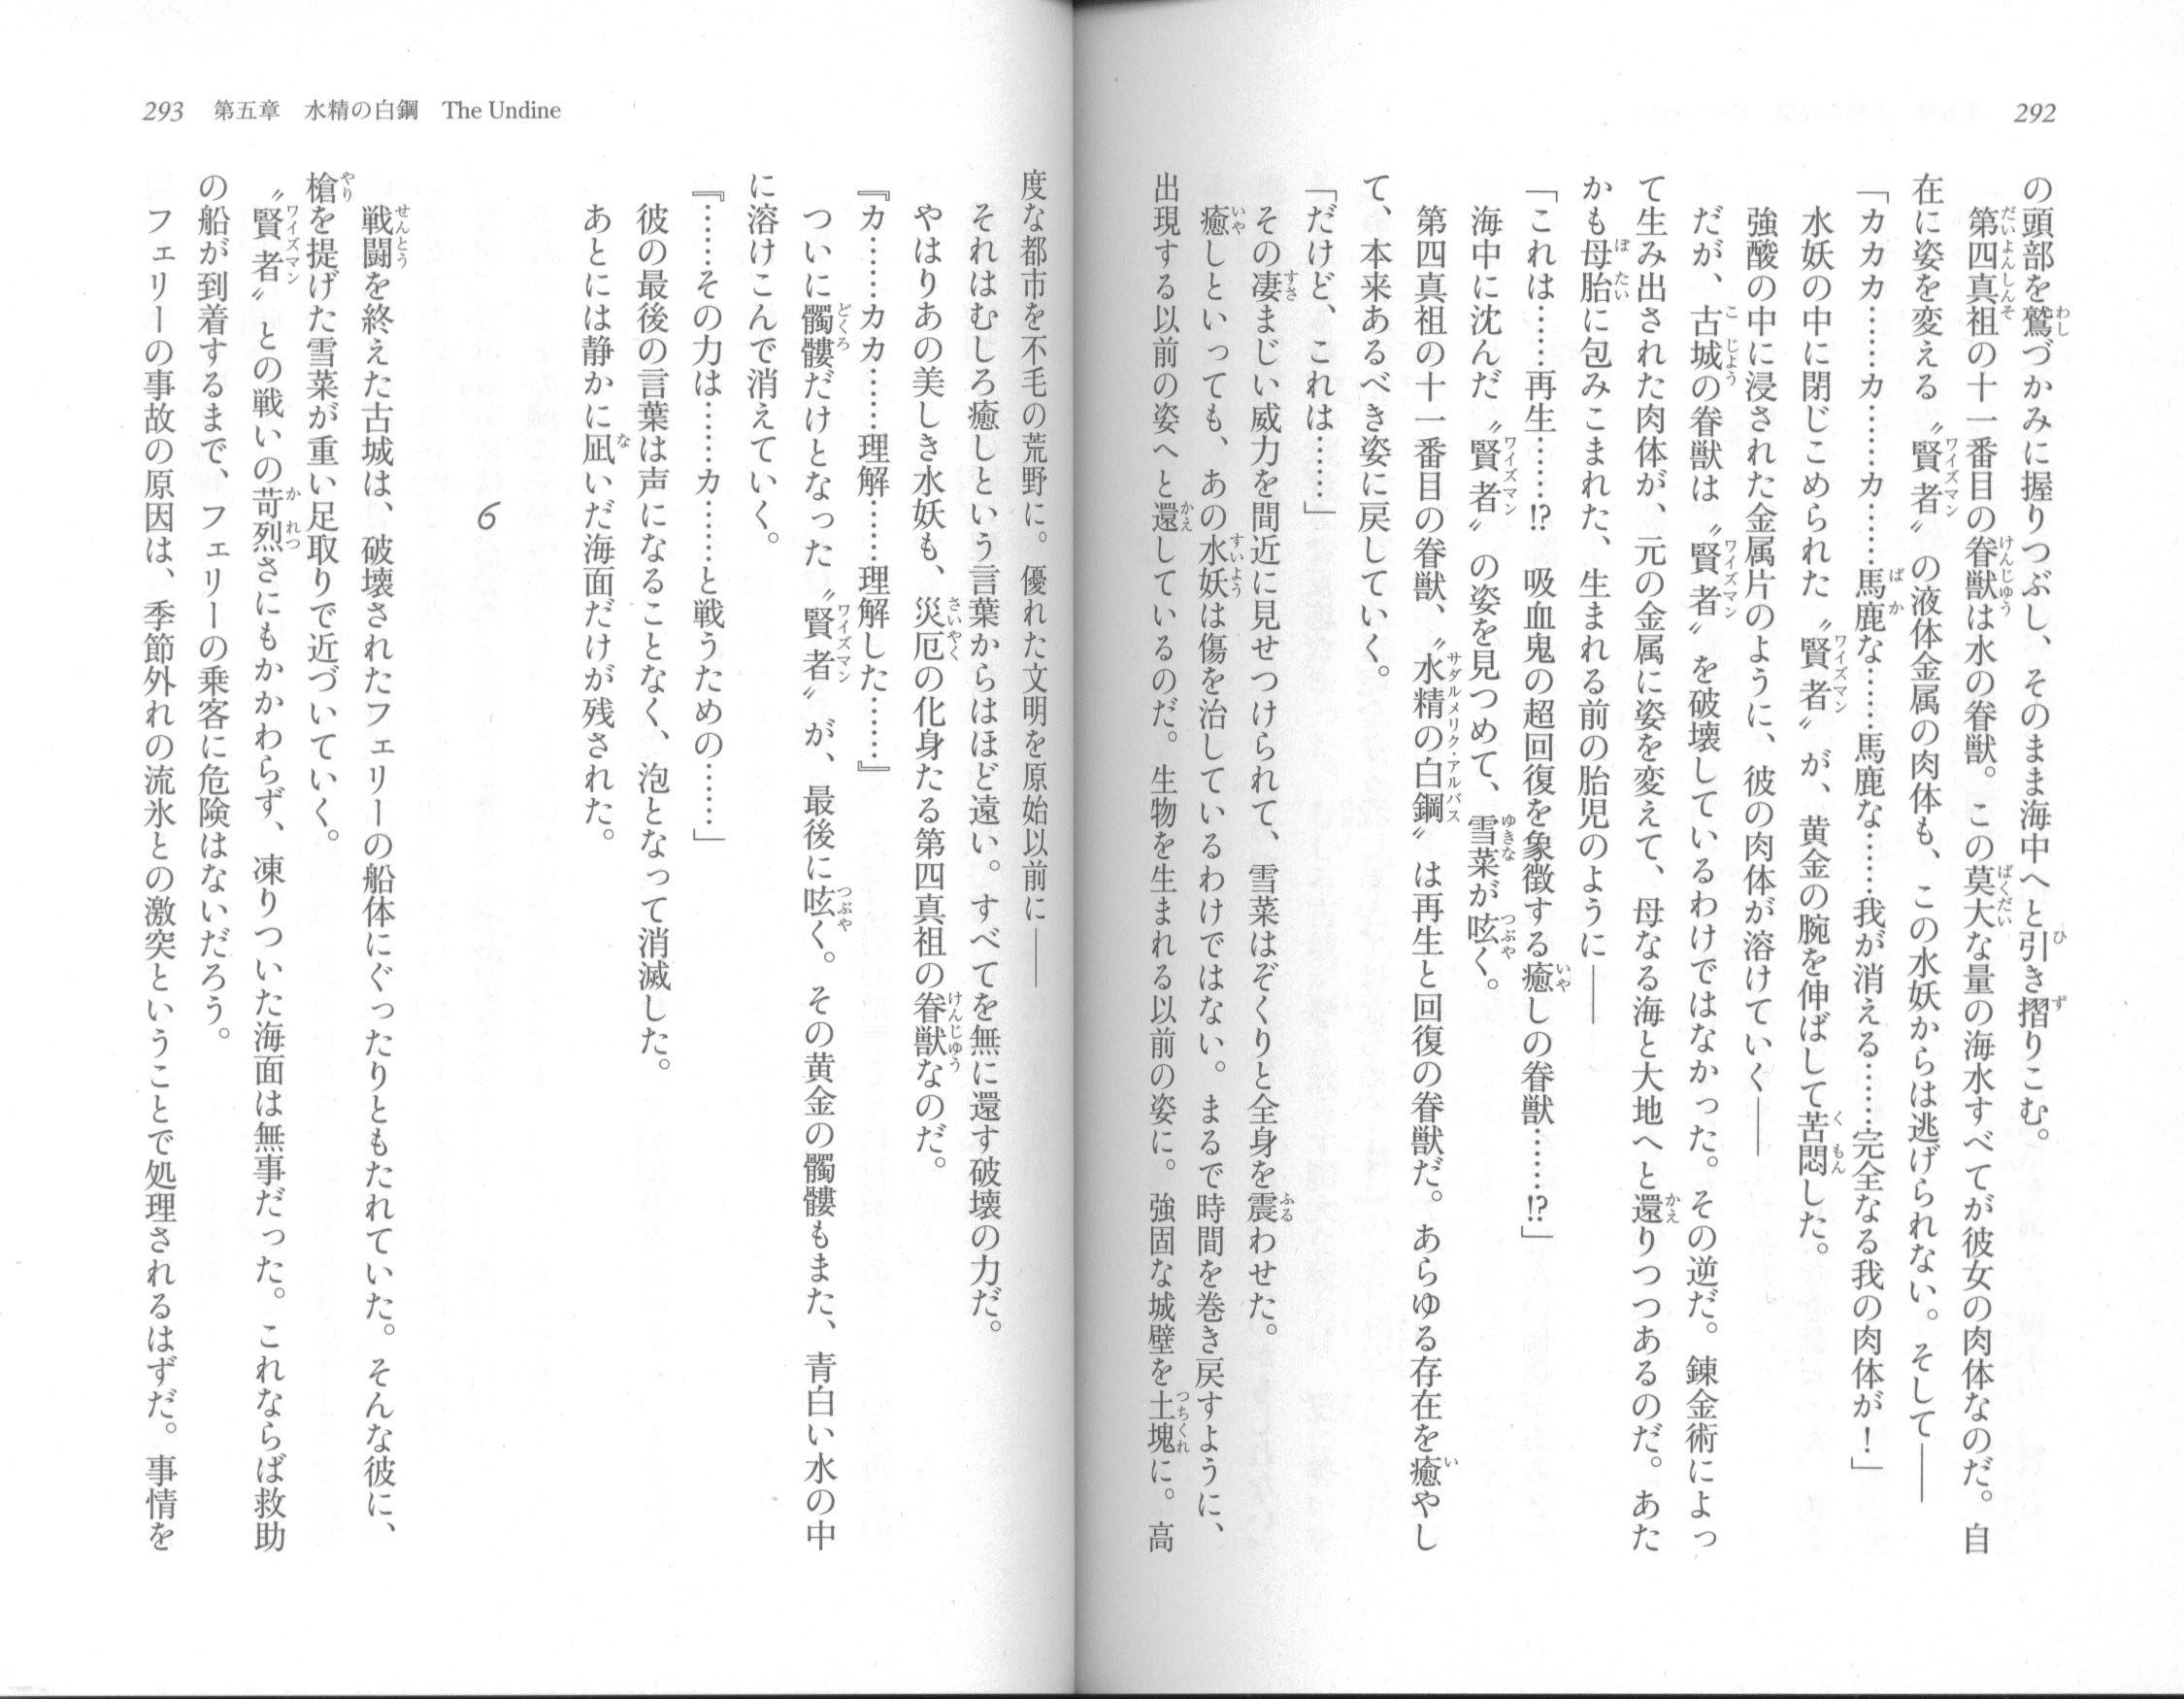 292
の頭部を鷲づかみに握りつぶし、そのまま海中へと引き摺りこむ。
　第四真祖の十一番目の眷獣は水の眷獣。この莫大な量の海水すべてが彼女の肉体なのだ。自
在に姿を変える〝賢者〟の液体金属の肉体も、この水妖からは逃げられない。そして――
「カカカ……カ……カ……馬鹿な……馬鹿な……我が消える……完全なる我の肉体が！」
　水妖の中に閉じこめられた〝賢者〟が、黄金の腕を伸ばして苦悶した。
　強酸の中に浸された金属片のように、彼の肉体が溶けていく――
　だが、古城の眷獣は〝賢者〟を破壊しているわけではなかった。その逆だ。錬金術によっ
て生み出された肉体が、元の金属に姿を変えて、母なる海と大地へと還りつつあるのだ。あた
かも母胎に包みこまれた、生まれる前の胎児のように――
「これは……再生……!?　吸血鬼の超回復を象徴する癒しの眷獣……!?」
　海中に沈んだ〝賢者〟の姿を見つめて、雪菜が呟く。
　第四真祖の十一番目の眷獣、〝水精の白鋼〟は再生と回復の眷獣だ。あらゆる存在を癒やし
て、本来あるべき姿に戻していく。
「だけど、これは……」
　その凄まじい威力を間近に見せつけられて、雪菜はぞくりと全身を震わせた。
　癒しといっても、あの水妖は傷を治しているわけではない。まるで時間を巻き戻すように、
出現する以前の姿へと還しているのだ。生物を生まれる以前の姿に。強固な城壁を土塊に。高
293　第五章　水精の白鋼　The Undine
度な都市を不毛の荒野に。優れた文明を原始以前に――
　それはむしろ癒しという言葉からはほど遠い。すべてを無に還す破壊の力だ。
　やはりあの美しき水妖も、災厄の化身たる第四真祖の眷獣なのだ。
『カ……カカ……理解……理解した……』
　ついに髑髏だけとなった〝賢者〟が、最後に呟く。その黄金の髑髏もまた、青白い水の中
に溶けこんで消えていく。
『……その力は……カ……と戦うための……」
　彼の最後の言葉は声になることなく、泡となって消滅した。
　あとには静かに凪いだ海面だけが残された。
6
　戦闘を終えた古城は、破壊されたフェリーの船体にぐったりともたれていた。そんな彼に、
槍を提げた雪菜が重い足取りで近づいていく。
　〝賢者〟との戦いの苛烈さにもかかわらず、凍りついた海面は無事だった。これならば救助
の船が到着するまで、フェリーの乗客に危険はないだろう。
　フェリーの事故の原因は、季節外れの流氷との激突ということで処理されるはずだ。事情を